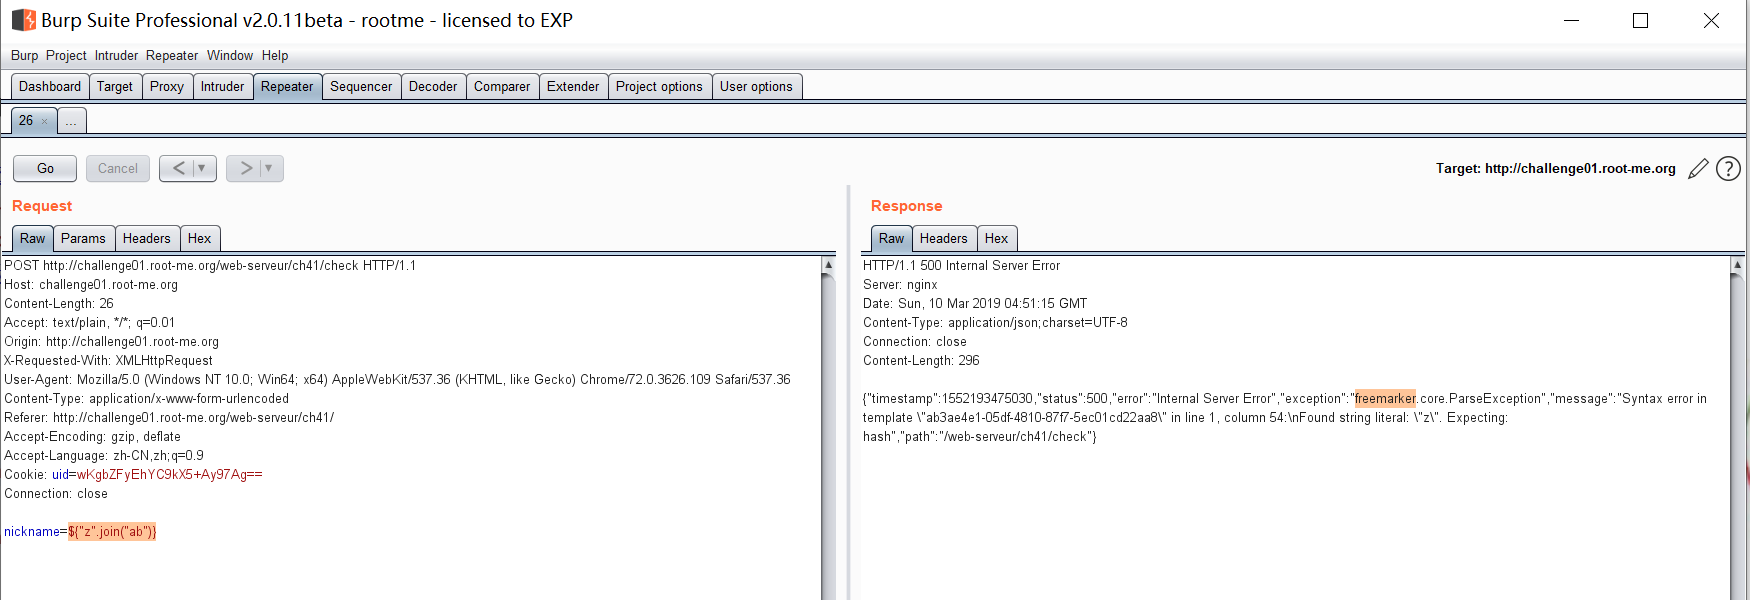 Burp Suite Professional v2.0.11beta - rootme - licensed to EXP
Burp Project Intruder Repeater Window Help
Dashboard Target Proxy Intruder Repeater Sequencer Decoder Comparer Extender Project options User options
26 × ...
Go Cancel < ▼ > ▼ Target: http://challenge01.root-me.org ?
Request
Raw Params Headers Hex
POST http://challenge01.root-me.org/web-serveur/ch41/check HTTP/1.1
Host: challenge01.root-me.org
Content-Length: 26
Accept: text/plain, */*; q=0.01
Origin: http://challenge01.root-me.org
X-Requested-With: XMLHttpRequest
User-Agent: Mozilla/5.0 (Windows NT 10.0; Win64; x64) AppleWebKit/537.36 (KHTML, like Gecko) Chrome/72.0.3626.109 Safari/537.36
Content-Type: application/x-www-form-urlencoded
Referer: http://challenge01.root-me.org/web-serveur/ch41/
Accept-Encoding: gzip, deflate
Accept-Language: zh-CN,zh;q=0.9
Cookie: uid=wKgbZFyEhYC9kX5+Ay97Ag==
Connection: close
nickname=${"z".join("ab")}
Response
Raw Headers Hex
HTTP/1.1 500 Internal Server Error
Server: nginx
Date: Sun, 10 Mar 2019 04:51:15 GMT
Content-Type: application/json;charset=UTF-8
Connection: close
Content-Length: 296
{"timestamp":1552193475030,"status":500,"error":"Internal Server Error","exception":"freemarker.core.ParseException","message":"Syntax error in
template \"ab3ae4e1-05df-4810-87f7-5ec01cd22aa8\" in line 1, column 54:\nFound string literal: \"z\". Expecting:
hash","path":"/web-serveur/ch41/check"}